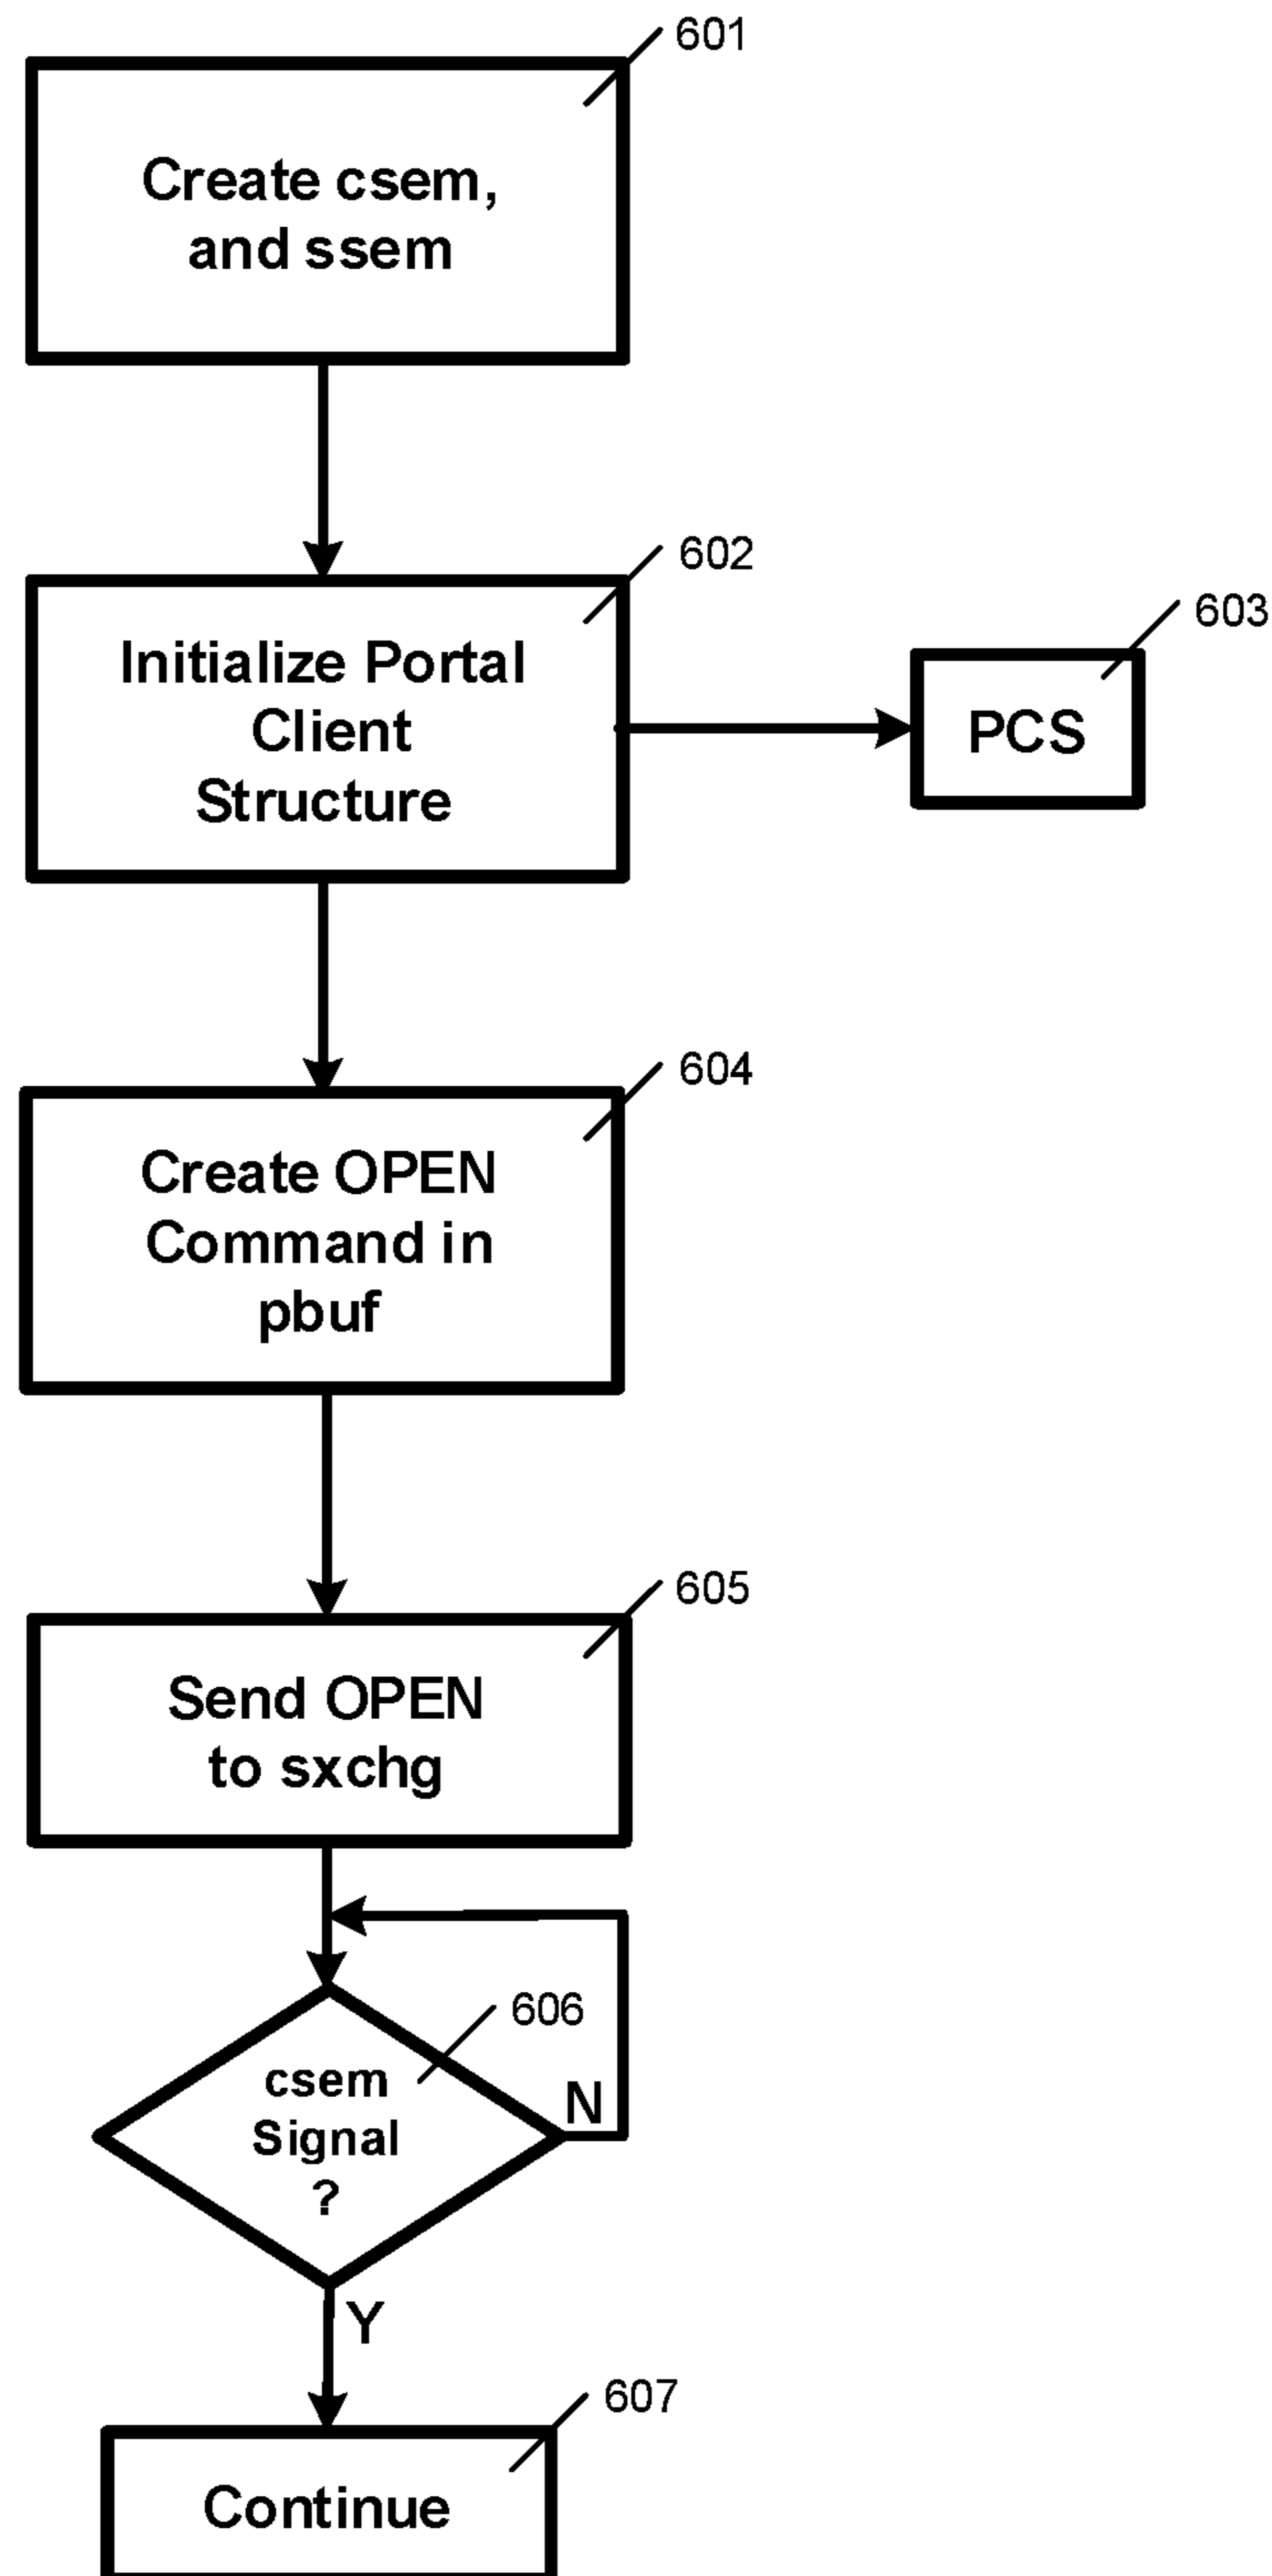 601
Create csem,
and ssem
602
Initialize Portal
Client
Structure
603
PCS
604
Create OPEN
Command in
pbuf
605
Send OPEN
to sxchg
606
csem
Signal
?
N
Y
607
Continue